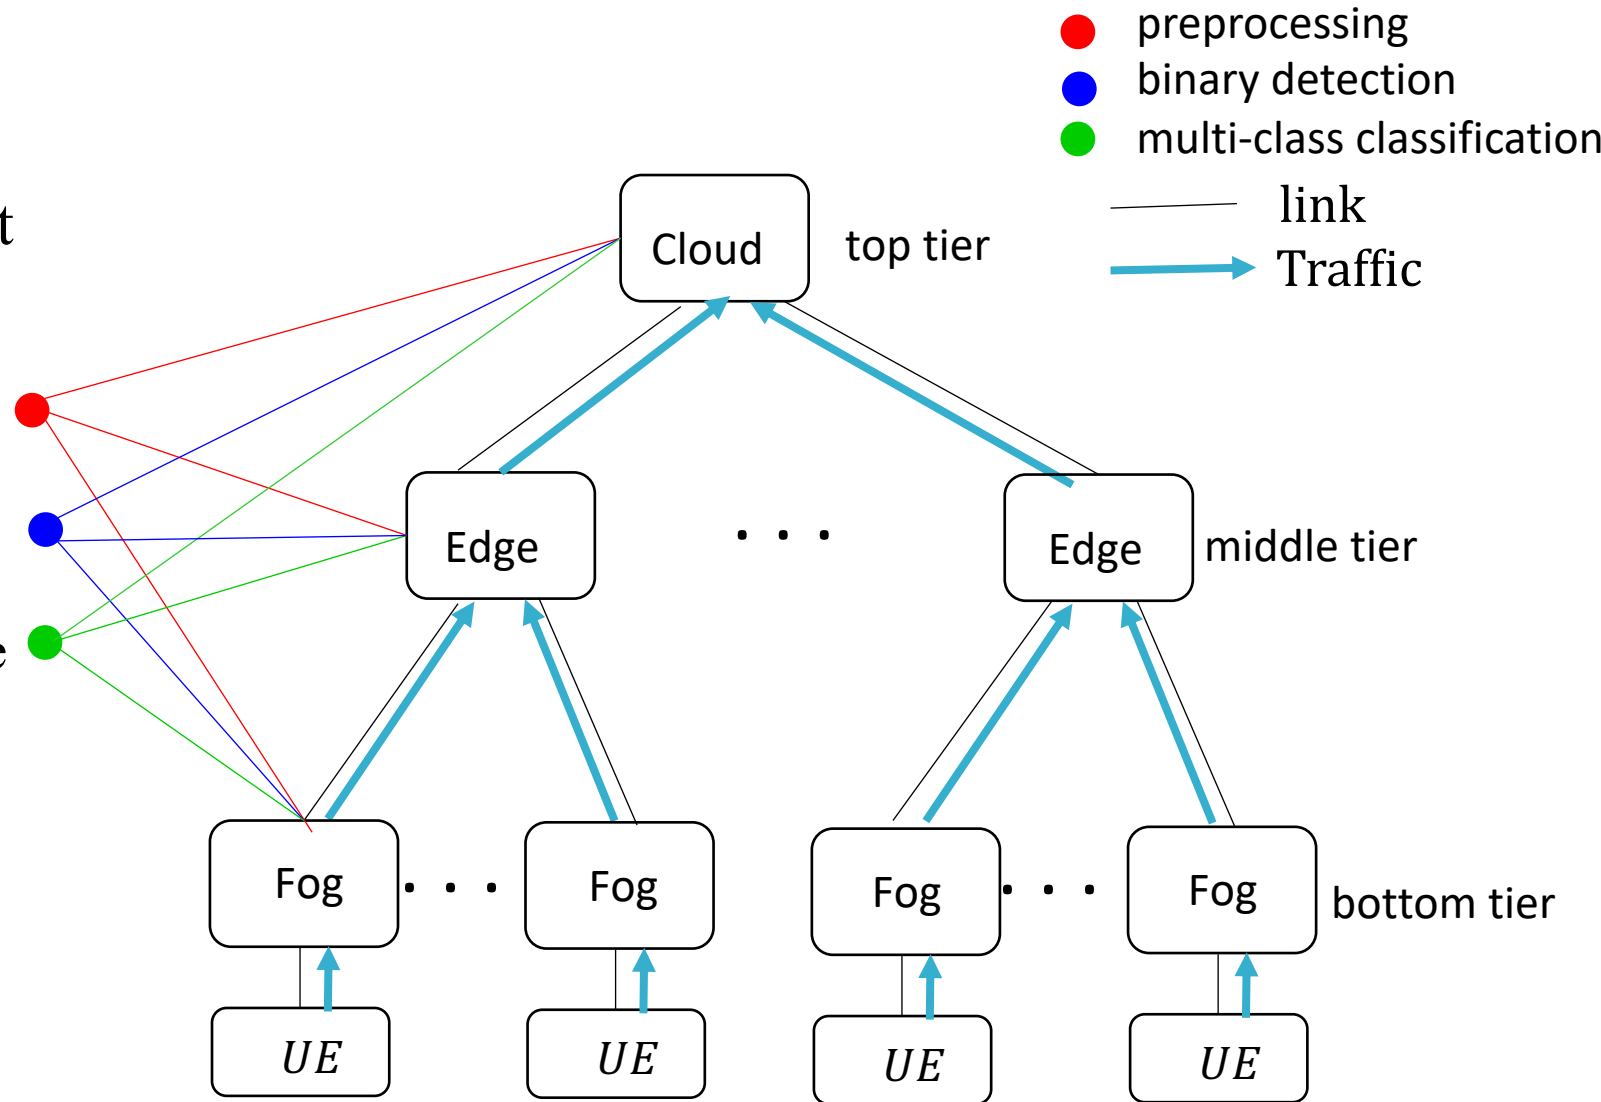 preprocessing
binary detection
multi-class classification
link
Traffic
t
Cloud
top tier
Edge
. . .
Edge
middle tier
e
Fog
. . .
Fog
Fog
. . .
Fog
bottom tier
UE
UE
UE
UE